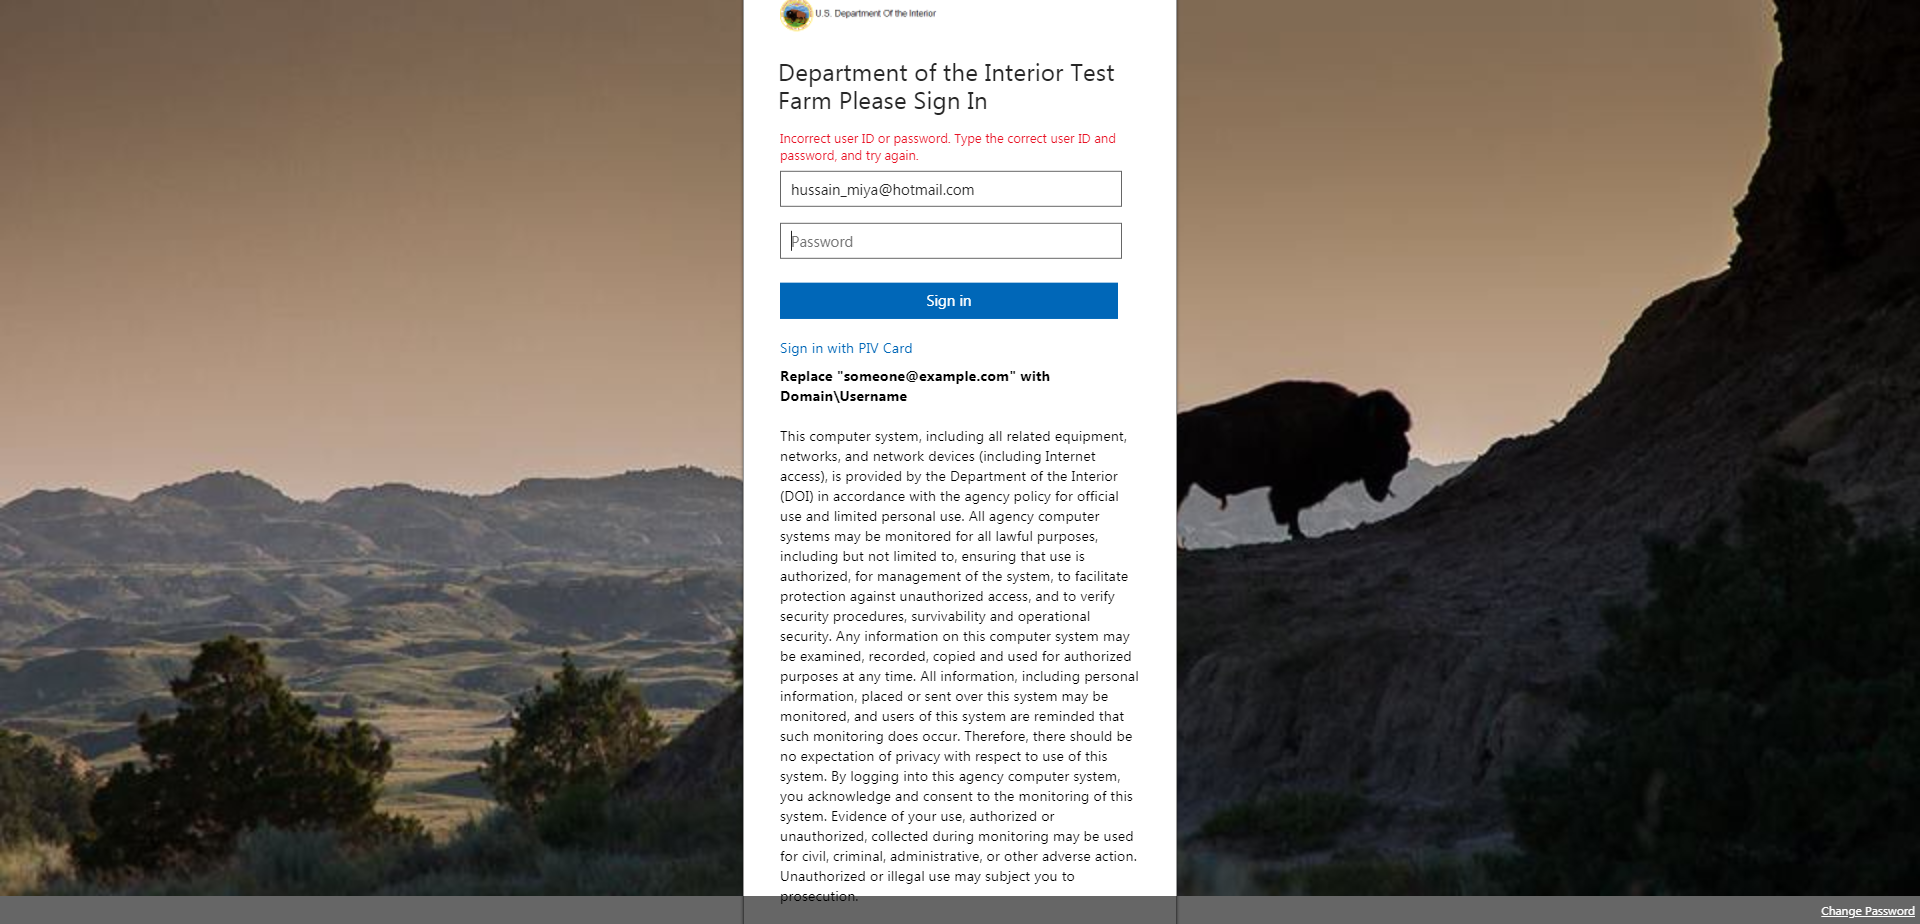 U.S. Department Of the Interior
Department of the Interior Test
Farm Please Sign In
Incorrect user ID or password. Type the correct user ID and
password, and try again.
hussain_miya@hotmail.com
Password
Sign in
Sign in with PIV Card
Replace "someone@example.com" with
Domain\Username
This computer system, including all related equipment,
networks, and network devices (including Internet
access), is provided by the Department of the Interior
(DOI) in accordance with the agency policy for official
use and limited personal use. All agency computer
systems may be monitored for all lawful purposes,
including but not limited to, ensuring that use is
authorized, for management of the system, to facilitate
protection against unauthorized access, and to verify
security procedures, survivability and operational
security. Any information on this computer system may
be examined, recorded, copied and used for authorized
purposes at any time. All information, including personal
information, placed or sent over this system may be
monitored, and users of this system are reminded that
such monitoring does occur. Therefore, there should be
no expectation of privacy with respect to use of this
system. By logging into this agency computer system,
you acknowledge and consent to the monitoring of this
system. Evidence of your use, authorized or
unauthorized, collected during monitoring may be used
for civil, criminal, administrative, or other adverse action.
Unauthorized or illegal use may subject you to
prosecution.
Change Password